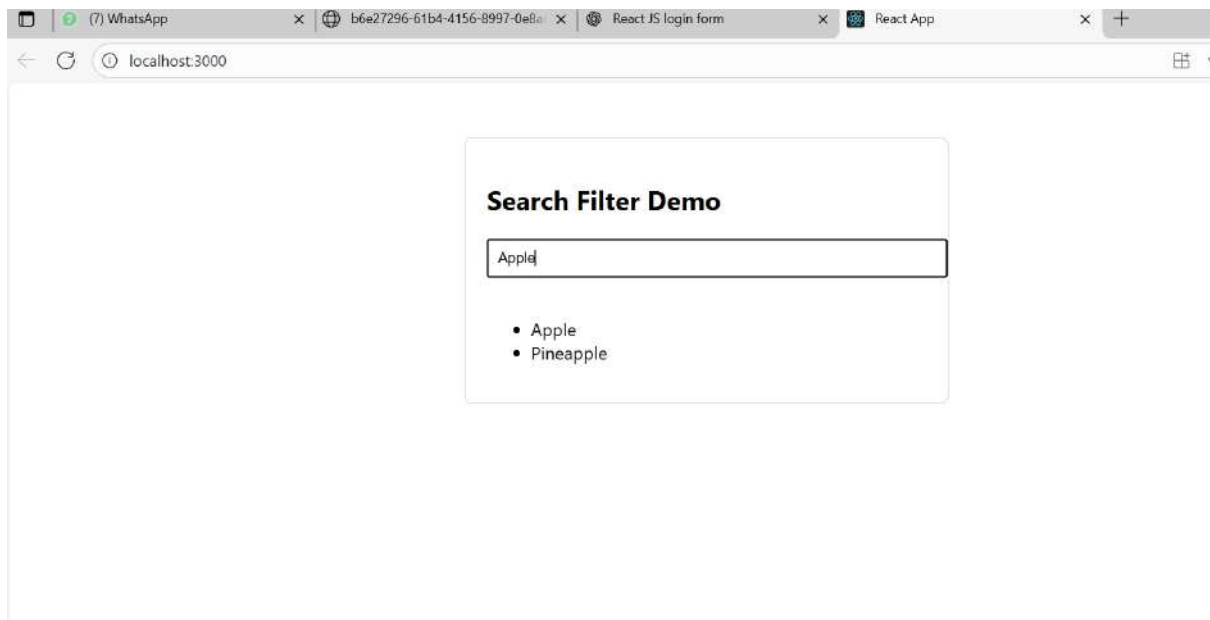 (7) WhatsApp
b6e27296-61b4-4156-8997-0e8a
React JS login form
React App
localhost:3000
Search Filter Demo
Apple
Apple
Pineapple